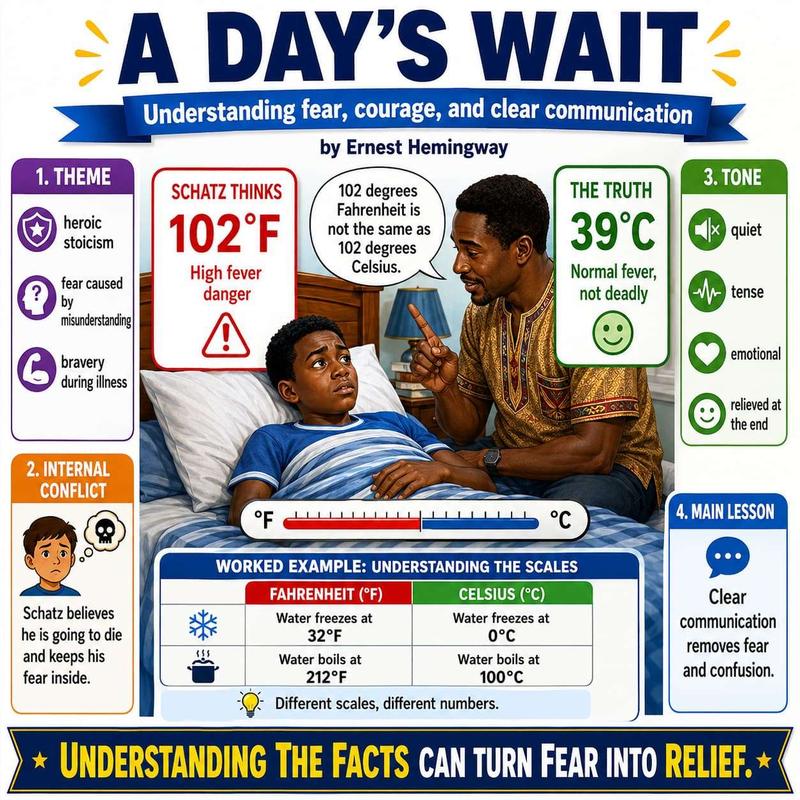 A DAY'S WAIT
Understanding fear, courage, and clear communication
by Ernest Hemingway
1. THEME
heroic
stoicism
fear caused
by
misunderstanding
bravery
during illness
2. INTERNAL
CONFLICT
Schatz believes
he is going to die
and keeps his
fear inside.
SCHATZ THINKS
102°F
High fever
danger
102 degrees
Fahrenheit is
not the same as
102 degrees
Celsius.
THE TRUTH
39°C
Normal fever,
not deadly
3. TONE
quiet
tense
emotional
relieved at
the end
4. MAIN LESSON
Clear
communication
removes fear
and confusion.
°F
°C
WORKED EXAMPLE: UNDERSTANDING THE SCALES
FAHRENHEIT (°F)
CELSIUS (°C)
Water freezes at
32°F
Water freezes at
0°C
Water boils at
212°F
Water boils at
100°C
Different scales, different numbers.
UNDERSTANDING THE FACTS CAN TURN FEAR INTO RELIEF.